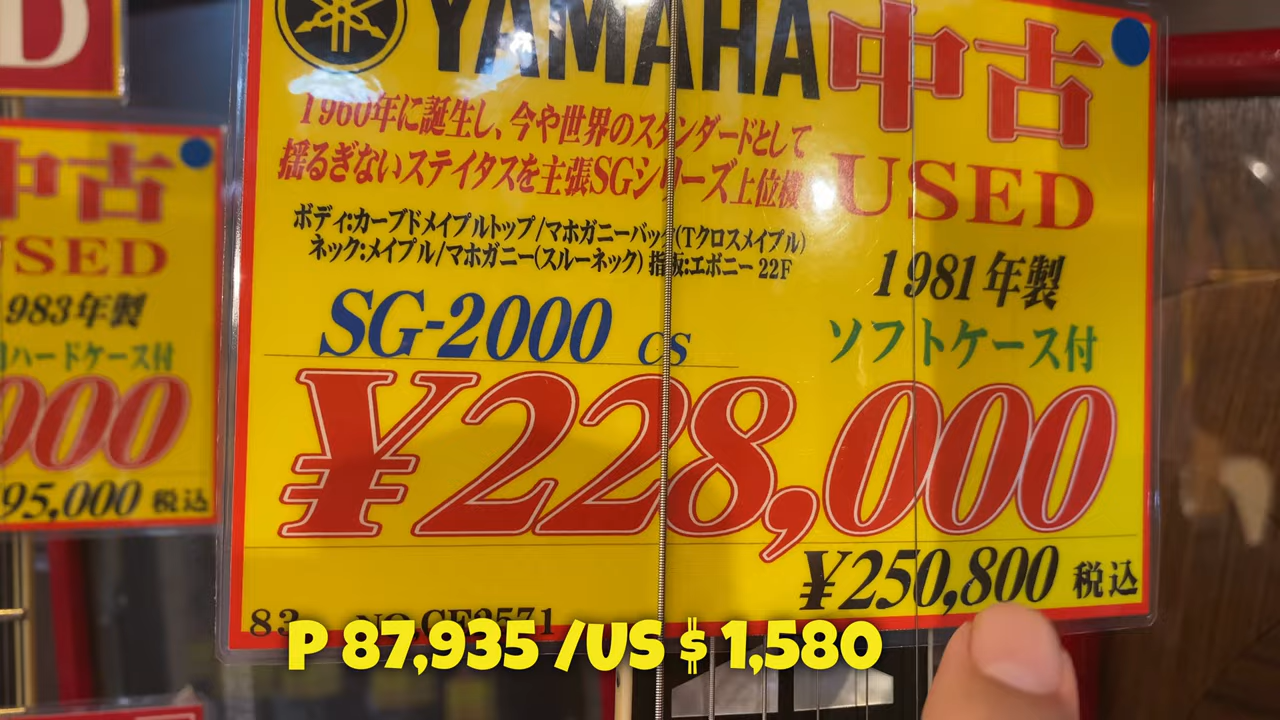 D
中古
USED
983年製
ハードケース付
000
95,000 税込
YAMAHA
中古
USED
1960年に誕生し、今や世界のスタンダードとして
揺るぎないステイタスを主張SGシリーズ上位機
ボディ:カーブドメイプルトップ/マホガニーバック(Tクロスメイプル)
ネック:メイプル/マホガニー(スルーネック) 指板:エボニー 22F
1981年製
SG-2000 CS
ソフトケース付
¥228,000
¥250,800 税込
P 87,935 /US $ 1,580